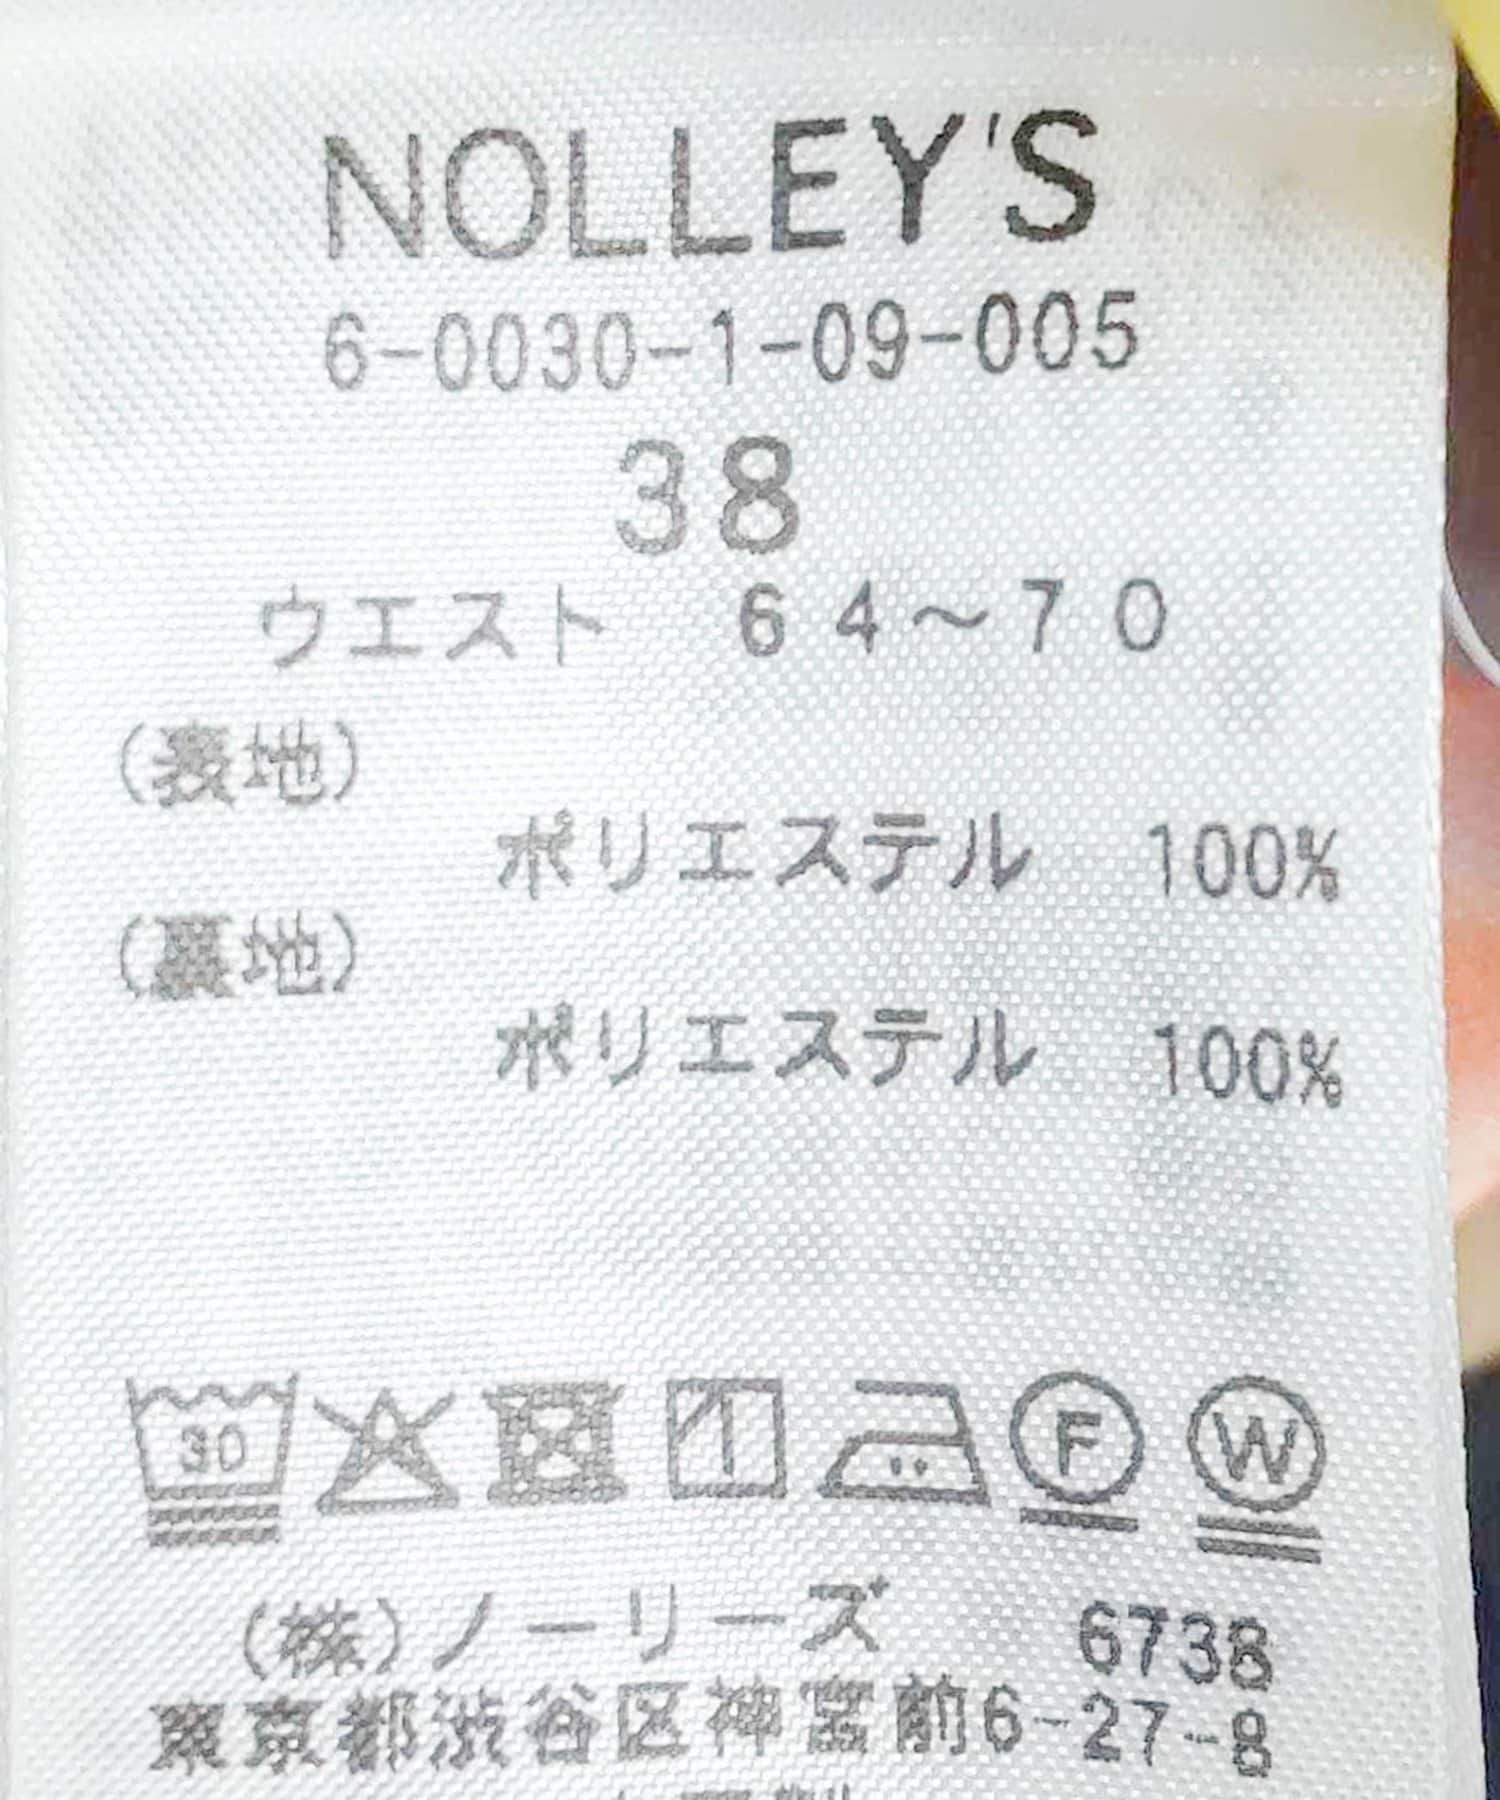 NOLLEY'S
6-0030-1-09-005
38
ウエスト 64～70
(表地)
ポリエステル 100%
(裏地)
ポリエステル 100%
30
F W
(株)ノーリーズ 6738
東京都渋谷区神宮前6-27-8